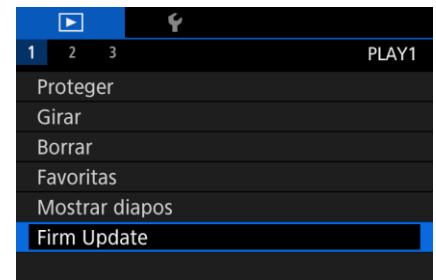 1 2 3 PLAY1
Proteger
Girar
Borrar
Favoritas
Mostrar diapos
Firm Update